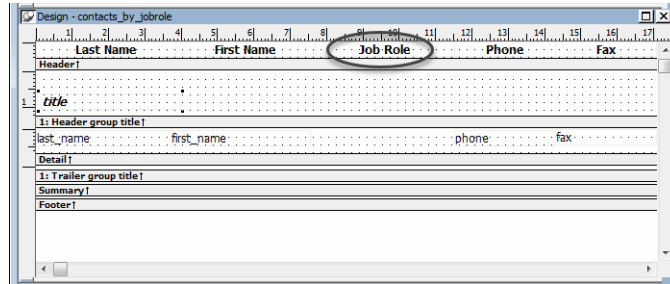 Design - contacts_by_jobrole
1 2 3 4 5 6 7 8 9 10 11 12 13 14 15 16 17
Last Name First Name Job Role Phone Fax
Header↑
1
title
1: Header group title↑
last_name first_name phone fax
Detail↑
1: Trailer group title↑
Summary↑
Footer↑